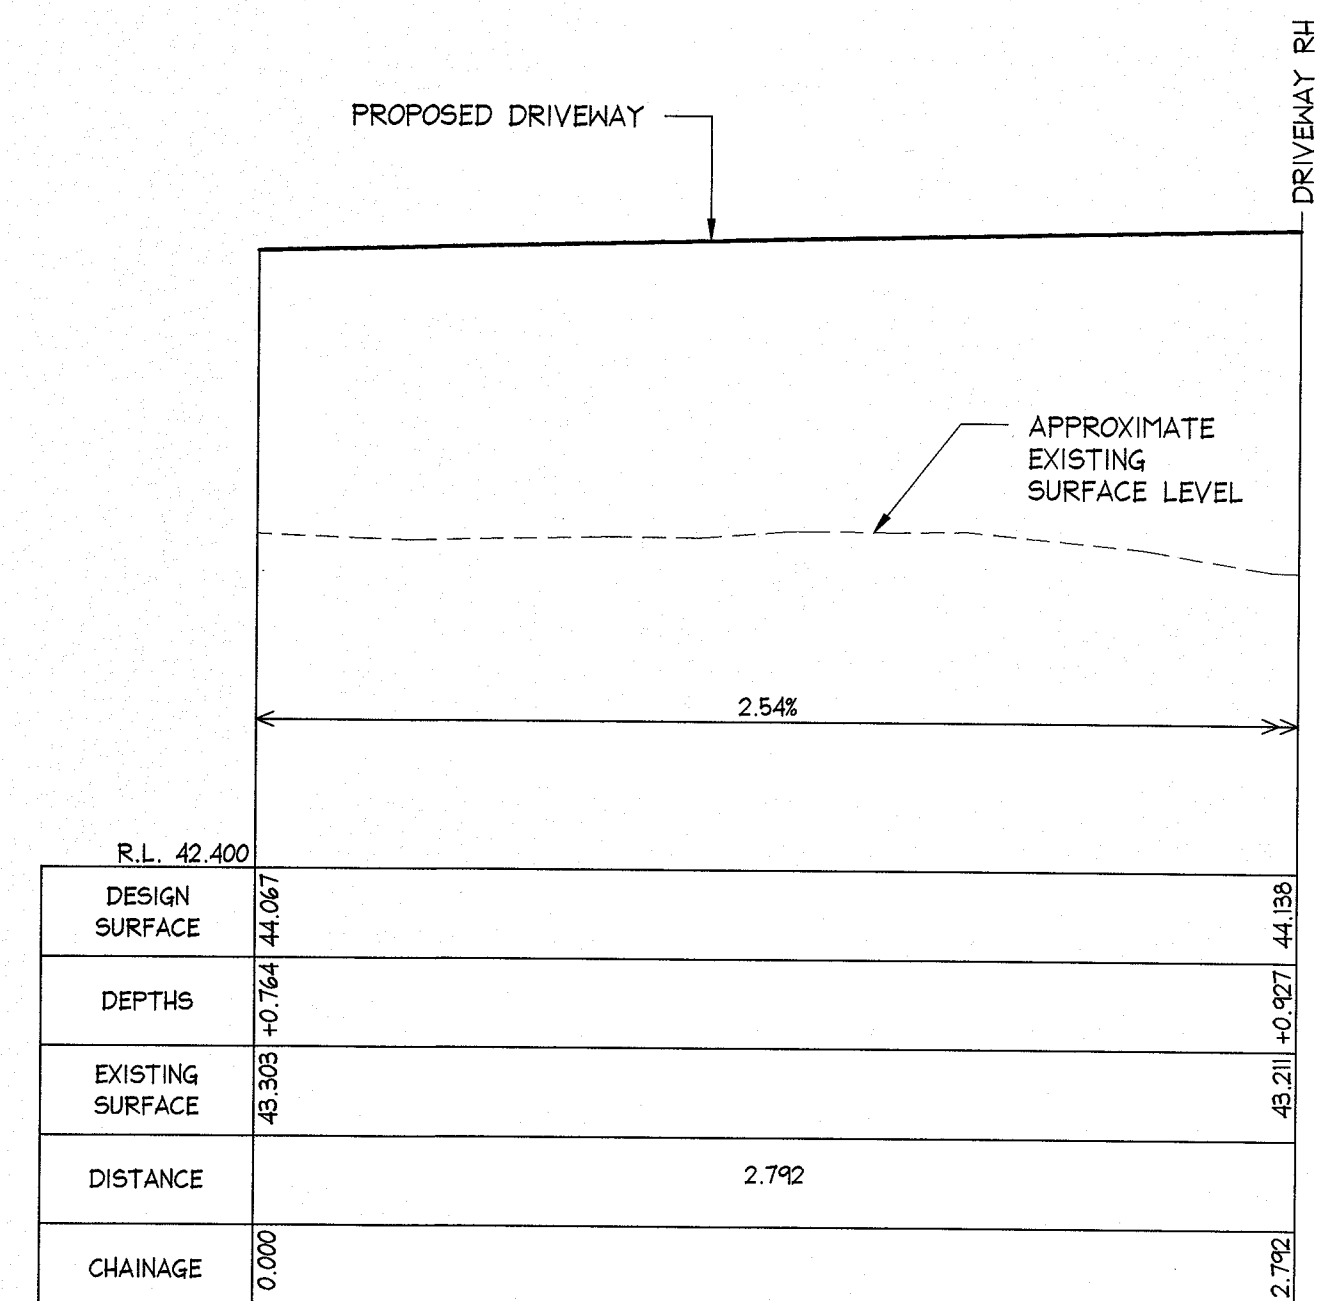 DRIVEWAY RH
PROPOSED DRIVEWAY
APPROXIMATE
EXISTING
SURFACE LEVEL
2.54%
R.L. 42.400
DESIGN
SURFACE
44.067
44.138
DEPTHS
+0.764
+0.927
EXISTING
SURFACE
43.303
43.211
DISTANCE
2.792
CHAINAGE
0.000
2.792